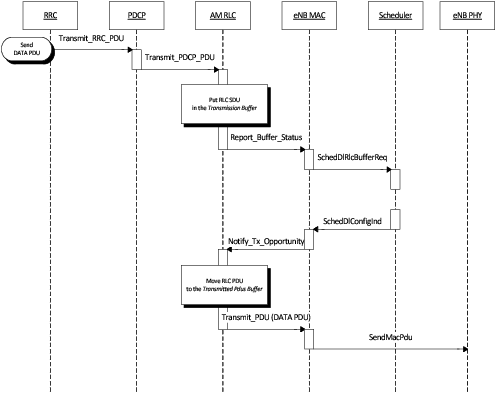 RRC
PDCP
AM RLC
eNB MAC
Scheduler
eNB PHY
Send
DATA PDU
Transmit_RRC_PDU
Transmit_PDCP_PDU
Put RLC SDU
in the Transmission Buffer
Report_Buffer_Status
SchedDlRlcBufferReq
SchedDlConfigInd
Notify_Tx_Opportunity
Move RLC PDU
to the Transmitted Pdus Buffer
Transmit_PDU (DATA PDU)
SendMacPdu